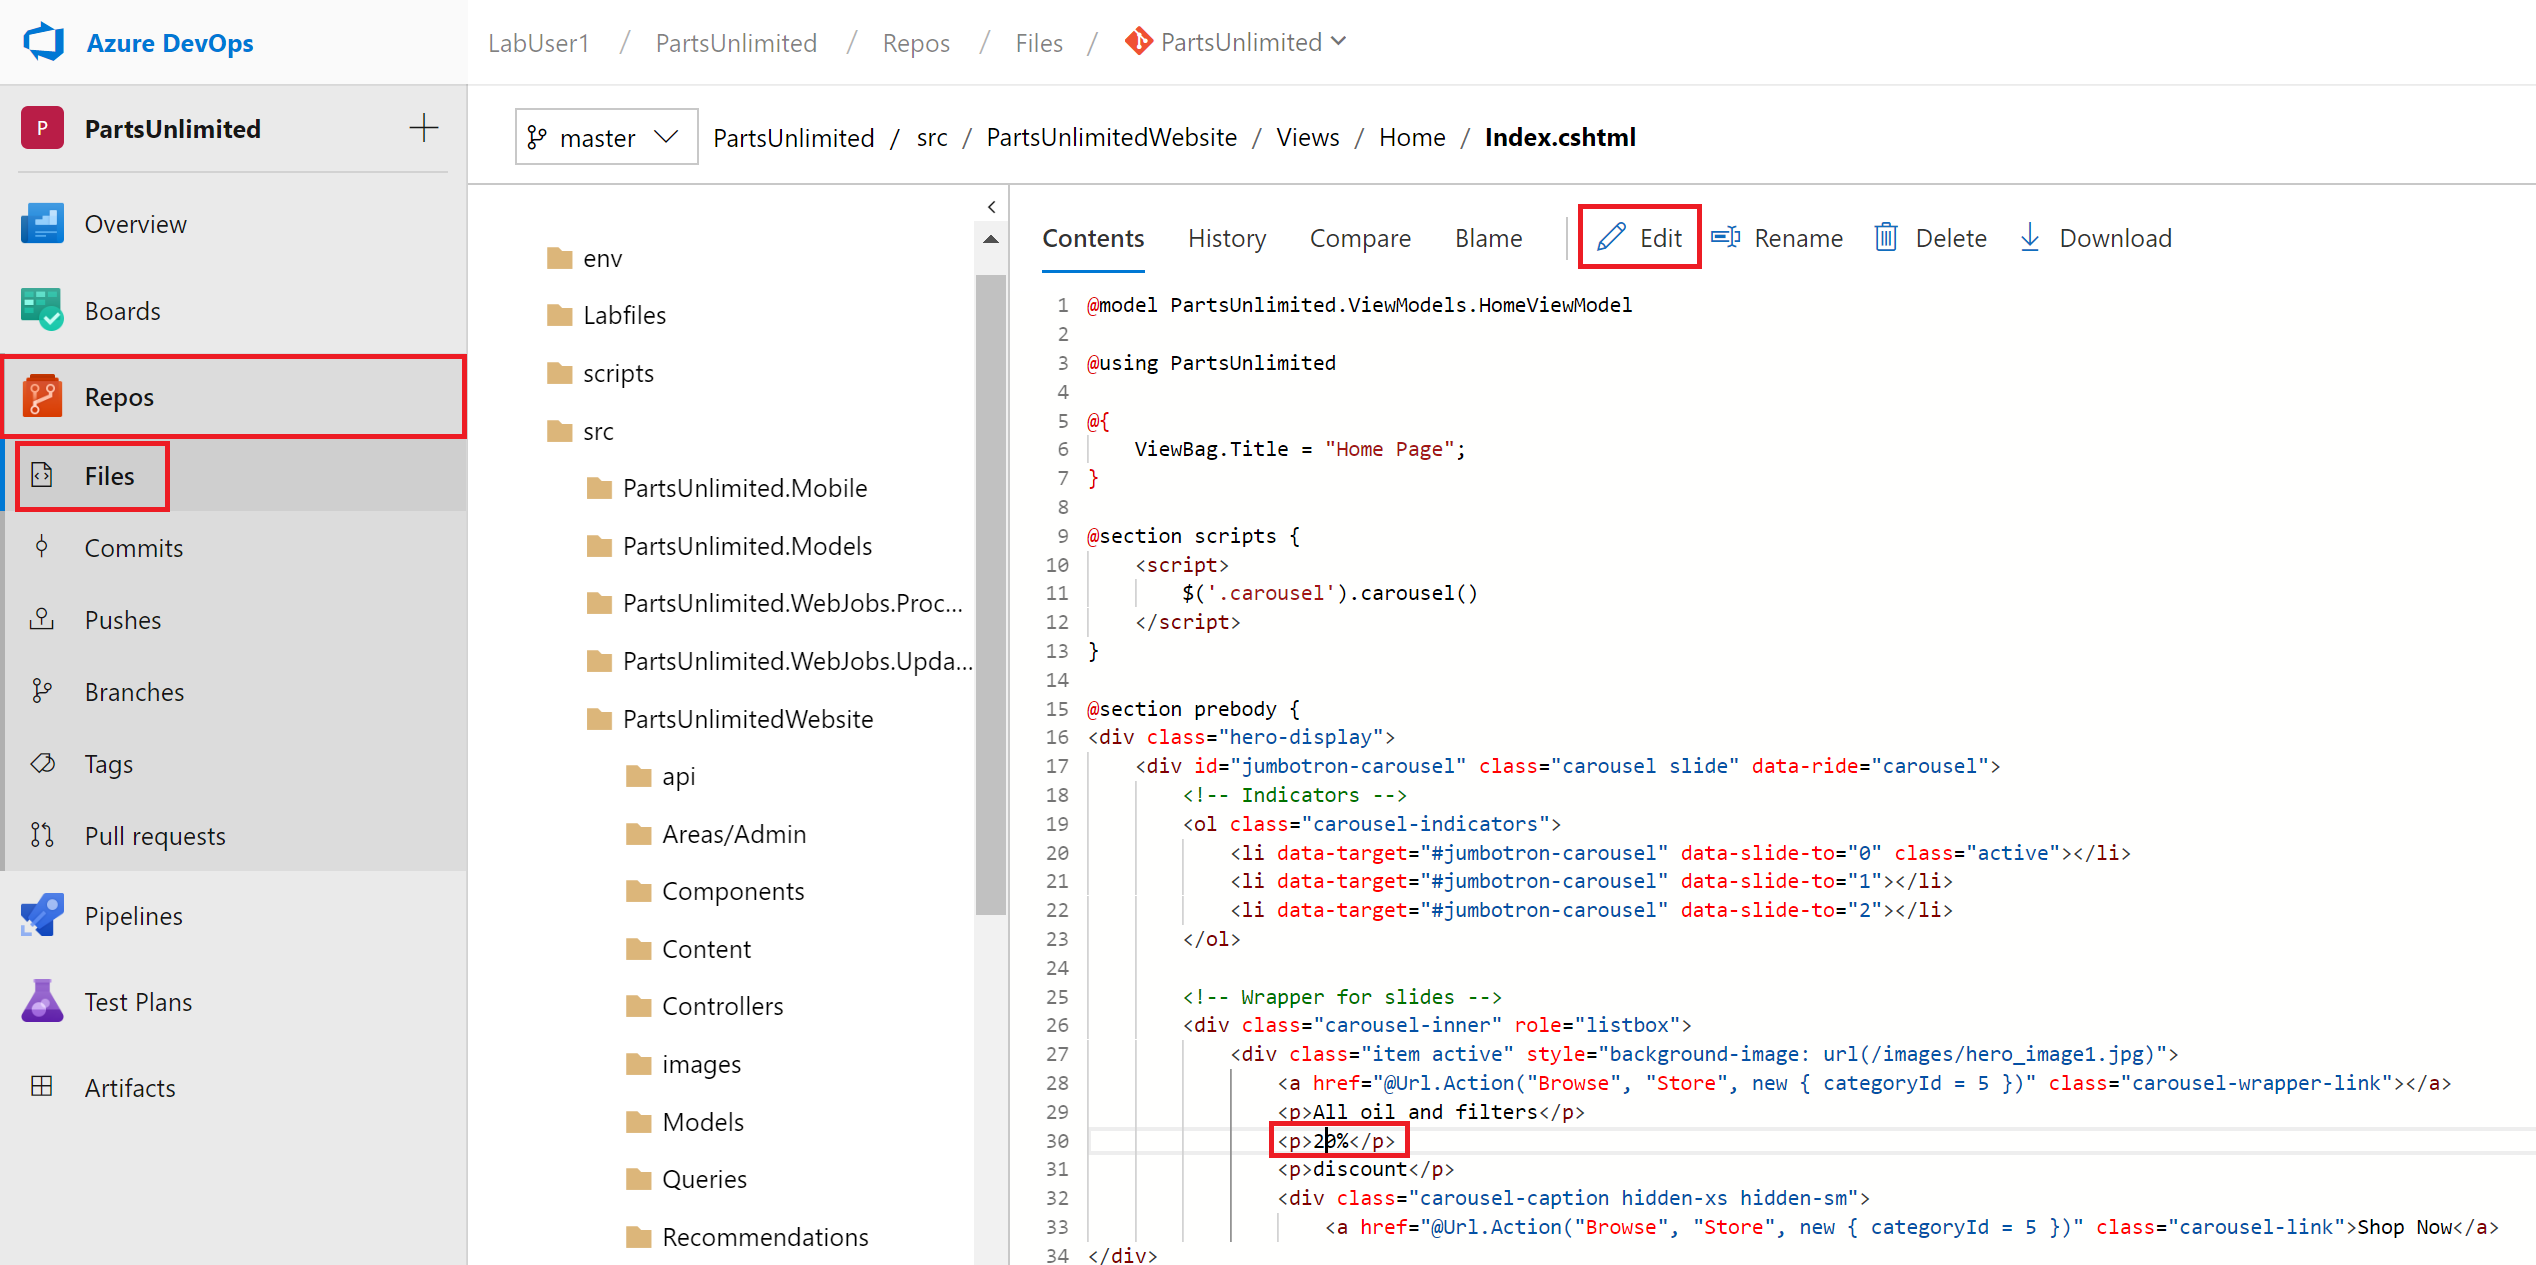 Azure DevOps
LabUser1 / PartsUnlimited / Repos / Files / PartsUnlimited
P PartsUnlimited
Overview
Boards
Repos
Files
Commits
Pushes
Branches
Tags
Pull requests
Pipelines
Test Plans
Artifacts
master PartsUnlimited / src / PartsUnlimitedWebsite / Views / Home / Index.cshtml
env
Labfiles
scripts
src
PartsUnlimited.Mobile
PartsUnlimited.Models
PartsUnlimited.WebJobs.Proc...
PartsUnlimited.WebJobs.Upda...
PartsUnlimitedWebsite
api
Areas/Admin
Components
Content
Controllers
images
Models
Queries
Recommendations
Contents History Compare Blame Edit Rename Delete Download
1 @model PartsUnlimited.ViewModels.HomeViewModel
2
3 @using PartsUnlimited
4
5 @{
6 ViewBag.Title = "Home Page";
7 }
8
9 @section scripts {
10 <script>
11 $('.carousel').carousel()
12 </script>
13 }
14
15 @section prebody {
16 <div class="hero-display">
17 <div id="jumbotron-carousel" class="carousel slide" data-ride="carousel">
18 <!-- Indicators -->
19 <ol class="carousel-indicators">
20 <li data-target="#jumbotron-carousel" data-slide-to="0" class="active"></li>
21 <li data-target="#jumbotron-carousel" data-slide-to="1"></li>
22 <li data-target="#jumbotron-carousel" data-slide-to="2"></li>
23 </ol>
24
25 <!-- Wrapper for slides -->
26 <div class="carousel-inner" role="listbox">
27 <div class="item active" style="background-image: url(/images/hero_image1.jpg)">
28 <a href="@Url.Action("Browse", "Store", new { categoryId = 5 })" class="carousel-wrapper-link"></a>
29 <p>All oil and filters</p>
30 <p>20%</p>
31 <p>discount</p>
32 <div class="carousel-caption hidden-xs hidden-sm">
33 <a href="@Url.Action("Browse", "Store", new { categoryId = 5 })" class="carousel-link">Shop Now</a>
34 </div>